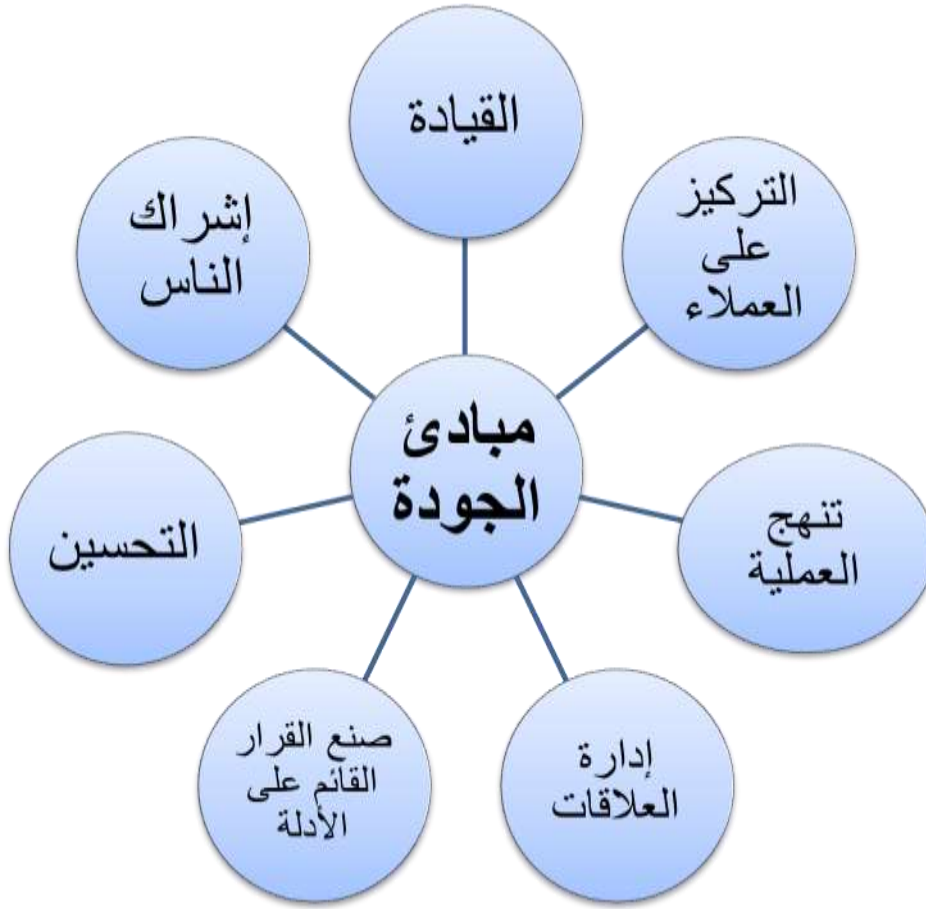 القيادة
التركيز
على
العملاء
إشراك
الناس
مبادئ
الجودة
تنهج
العملية
التحسين
إدارة
العلاقات
صنع القرار
القائم على
الأدلة